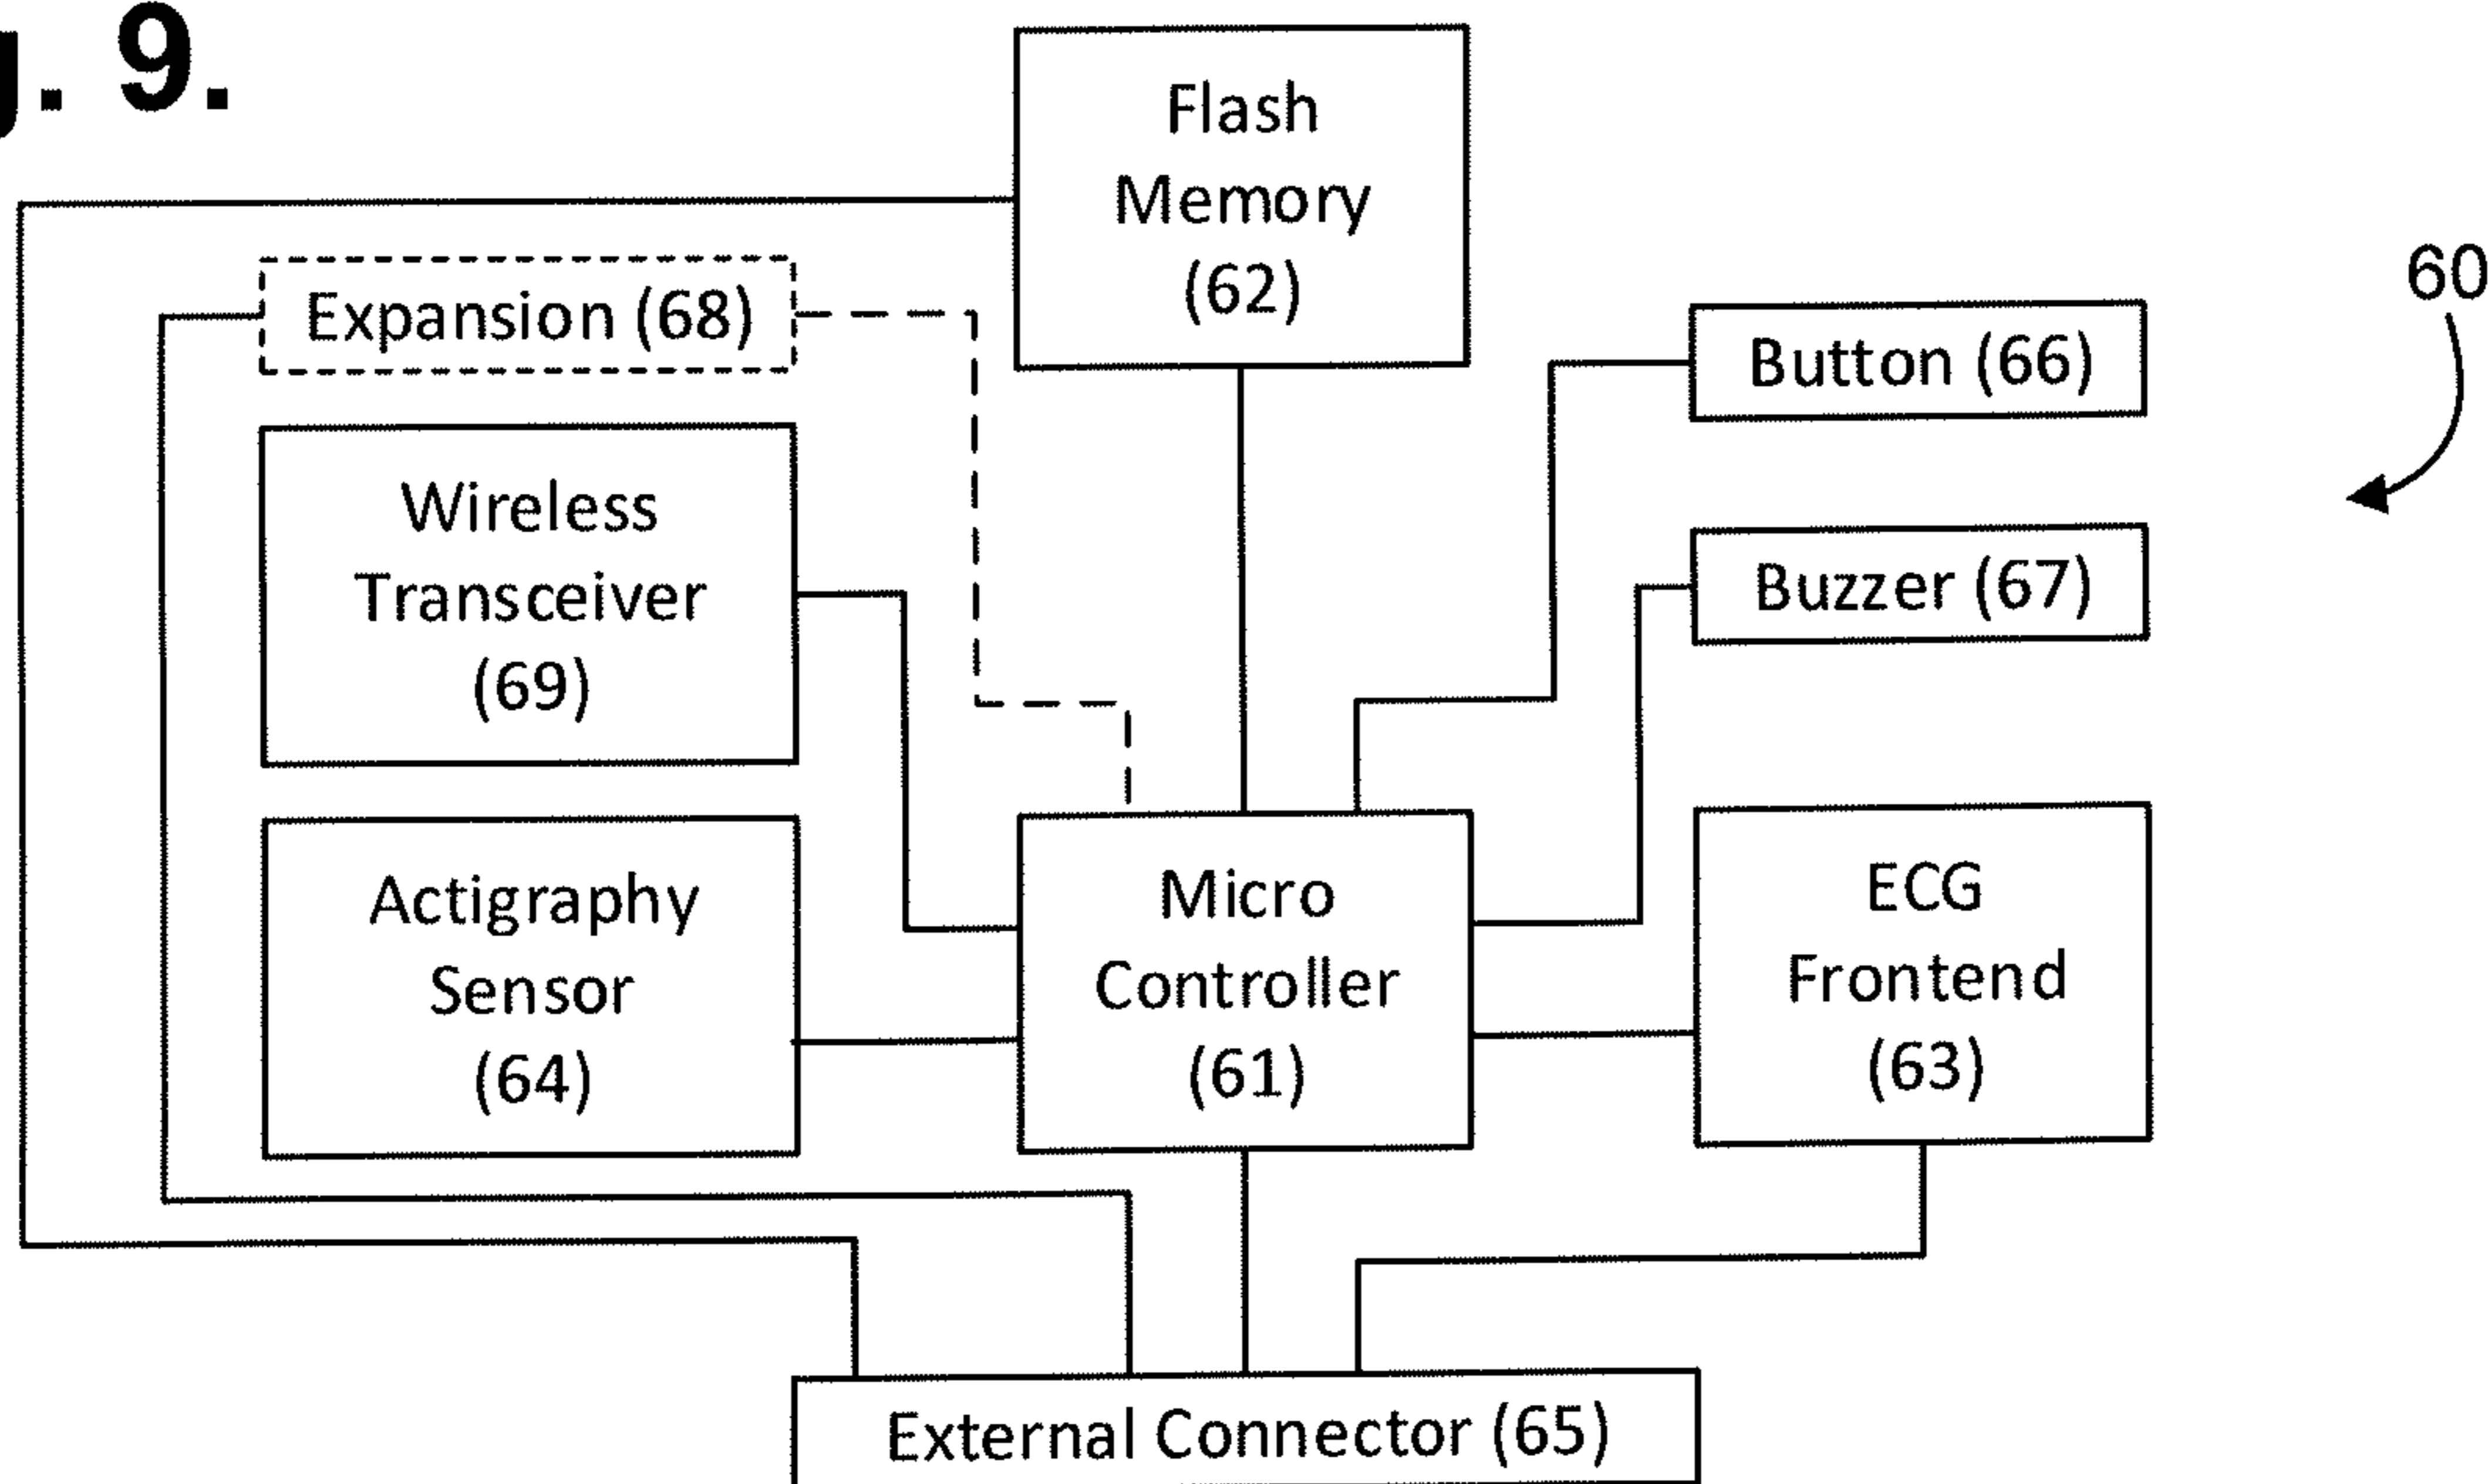 g. 9.
Flash
Memory
(62)
60
Expansion (68)
Button (66)
Wireless
Transceiver
(69)
Buzzer (67)
Actigraphy
Sensor
(64)
Micro
Controller
(61)
ECG
Frontend
(63)
External Connector (65)